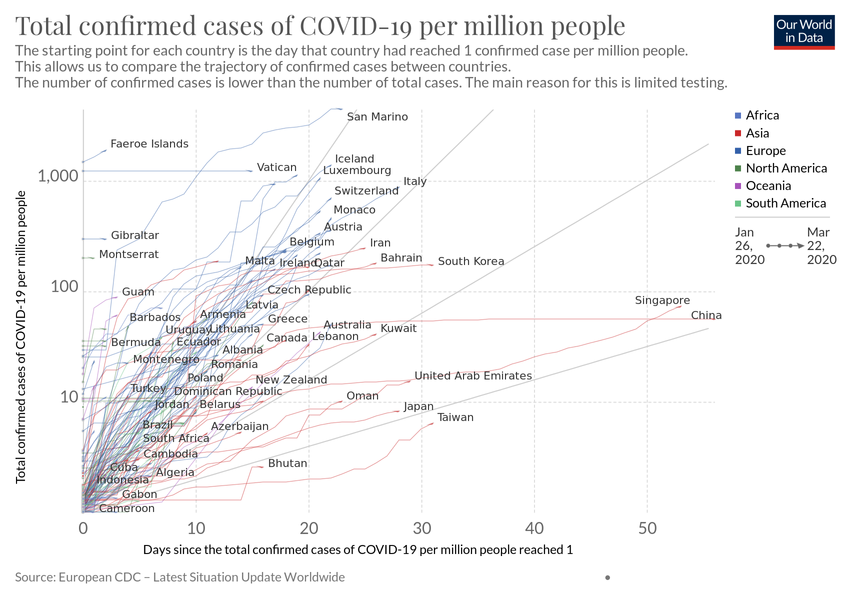 Total confirmed cases of COVID-19 per million people
Our World
in Data
The starting point for each country is the day that country had reached 1 confirmed case per million people.
This allows us to compare the trajectory of confirmed cases between countries.
The number of confirmed cases is lower than the number of total cases. The main reason for this is limited testing.
Total confirmed cases of COVID-19 per million people
1,000
100
10
San Marino
Faeroe Islands
Iceland
Vatican
Luxembourg
Italy
Switzerland
Monaco
Austria
Gibraltar
Belgium
Iran
Montserrat
Malta
Ireland
Qatar
Bahrain
South Korea
Guam
Czech Republic
Singapore
Latvia
Barbados
Armenia
Greece
China
Uruguay
Lithuania
Australia
Kuwait
Bermuda
Ecuador
Canada
Lebanon
Albania
Montenegro
Romania
Poland
New Zealand
United Arab Emirates
Turkey
Dominican Republic
Oman
Jordan
Belarus
Japan
Taiwan
Brazil
Azerbaijan
South Africa
Cambodia
Bhutan
Cuba
Algeria
Indonesia
Gabon
Cameroon
0
10
20
30
40
50
Days since the total confirmed cases of COVID-19 per million people reached 1
Africa
Asia
Europe
North America
Oceania
South America
Jan
26,
2020
Mar
22,
2020
Source: European CDC – Latest Situation Update Worldwide